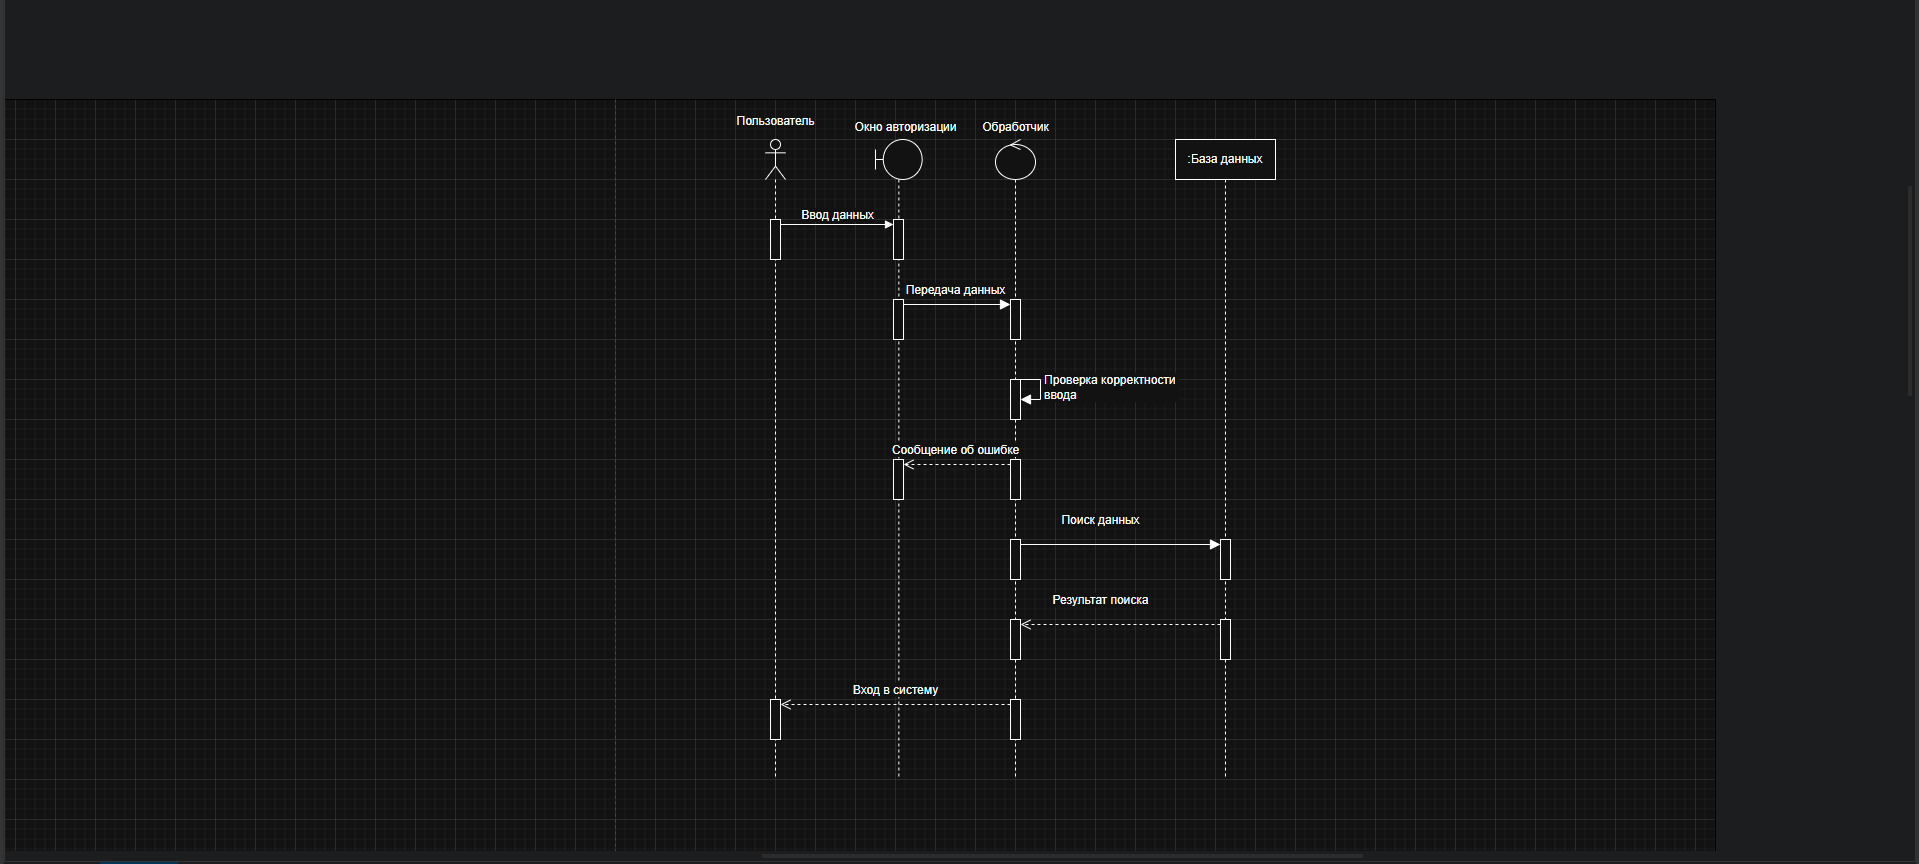 Пользователь
Окно авторизации
Обработчик
:База данных
Ввод данных
Передача данных
Проверка корректности
ввода
Сообщение об ошибке
Поиск данных
Результат поиска
Вход в систему